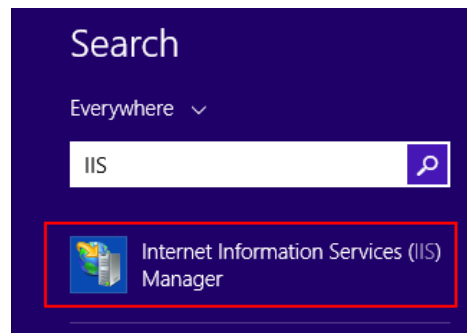 Search
Everywhere
IIS
Internet Information Services (IIS)
Manager